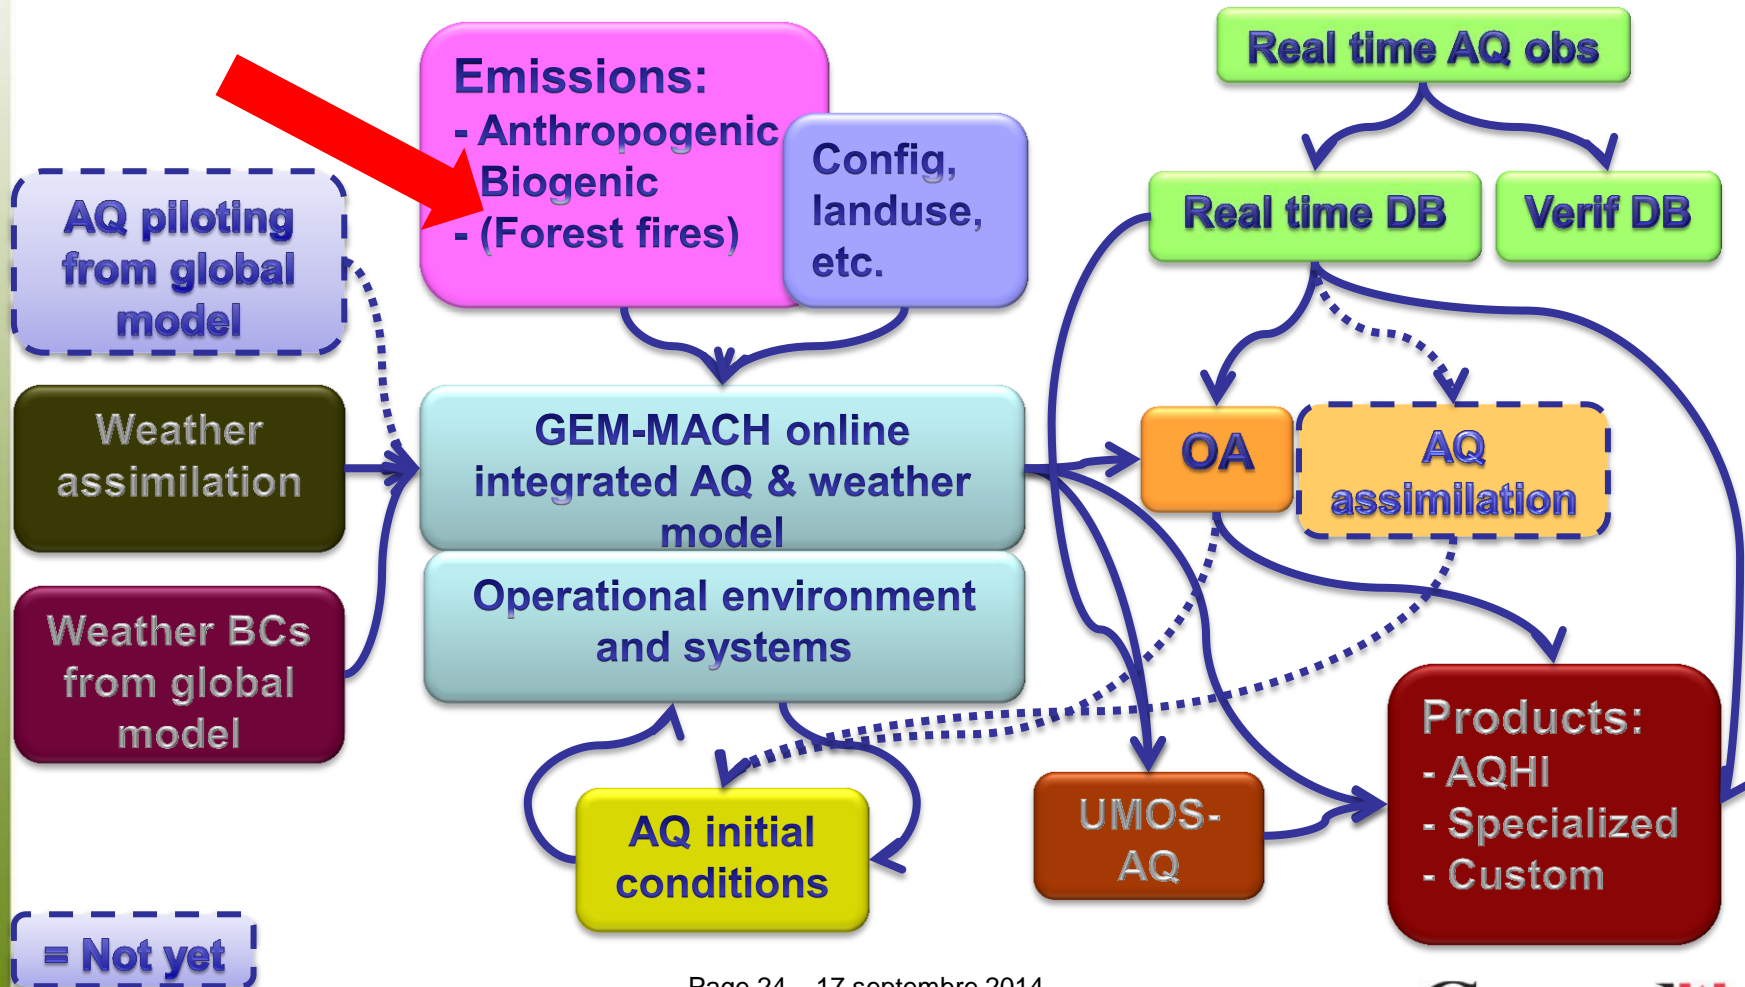 Emissions:
- Anthropogenic
Biogenic
- (Forest fires)
Config,
landuse,
etc.
Real time AQ obs
Real time DB
Verif DB
AQ piloting
from global
model
Weather
assimilation
Weather BCs
from global
model
GEM-MACH online
integrated AQ & weather
model
Operational environment
and systems
OA
AQ
assimilation
AQ initial
conditions
UMOS-
AQ
Products:
- AQHI
- Specialized
- Custom
= Not yet
Page 24 – 17 septembre 2014